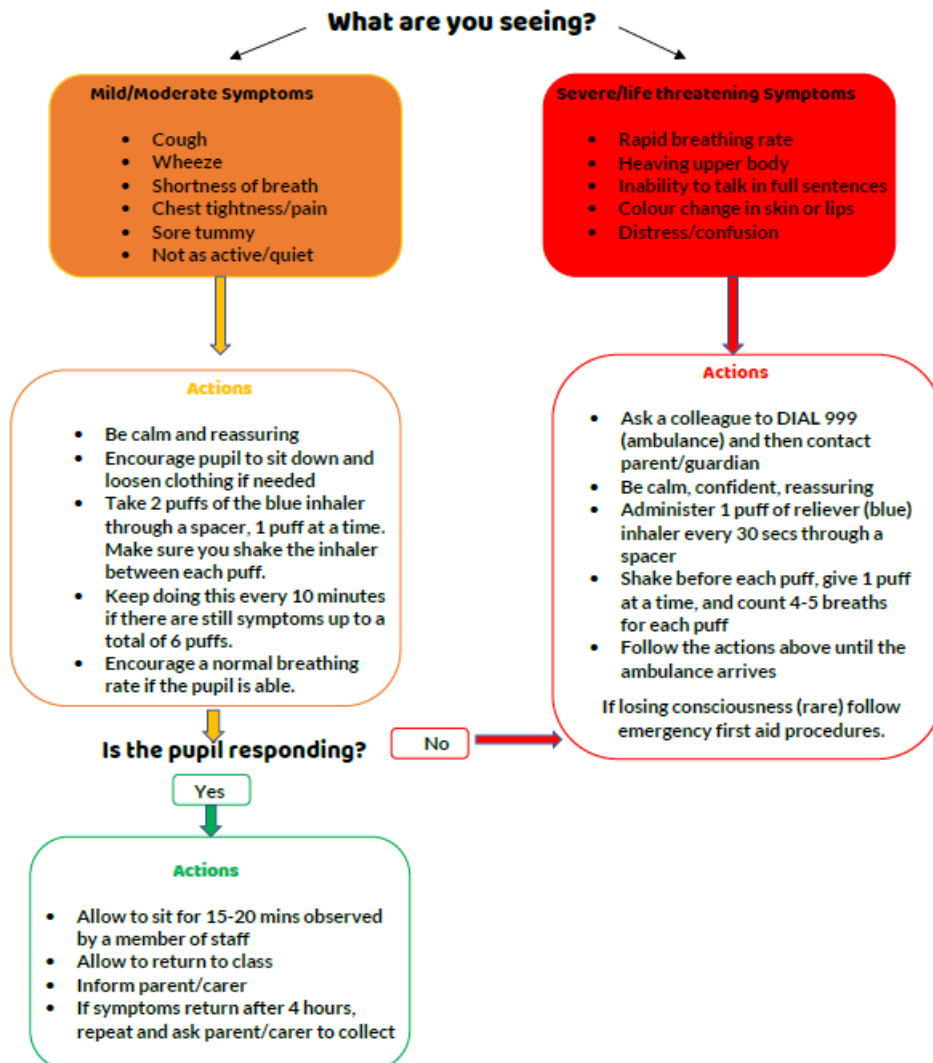 What are you seeing?
Mild/Moderate Symptoms
• Cough
• Wheeze
• Shortness of breath
• Chest tightness/pain
• Sore tummy
• Not as active/quiet
Severe/life threatening Symptoms
• Rapid breathing rate
• Heaving upper body
• Inability to talk in full sentences
• Colour change in skin or lips
• Distress/confusion
Actions
• Be calm and reassuring
• Encourage pupil to sit down and
loosen clothing if needed
• Take 2 puffs of the blue inhaler
through a spacer, 1 puff at a time.
Make sure you shake the inhaler
between each puff.
• Keep doing this every 10 minutes
if there are still symptoms up to a
total of 6 puffs.
• Encourage a normal breathing
rate if the pupil is able.
Actions
• Ask a colleague to DIAL 999
(ambulance) and then contact
parent/guardian
• Be calm, confident, reassuring
• Administer 1 puff of reliever (blue)
inhaler every 30 secs through a
spacer
• Shake before each puff, give 1 puff
at a time, and count 4-5 breaths
for each puff
• Follow the actions above until the
ambulance arrives
If losing consciousness (rare) follow
emergency first aid procedures.
Is the pupil responding?
No
Yes
Actions
• Allow to sit for 15-20 mins observed
by a member of staff
• Allow to return to class
• Inform parent/carer
• If symptoms return after 4 hours,
repeat and ask parent/carer to collect